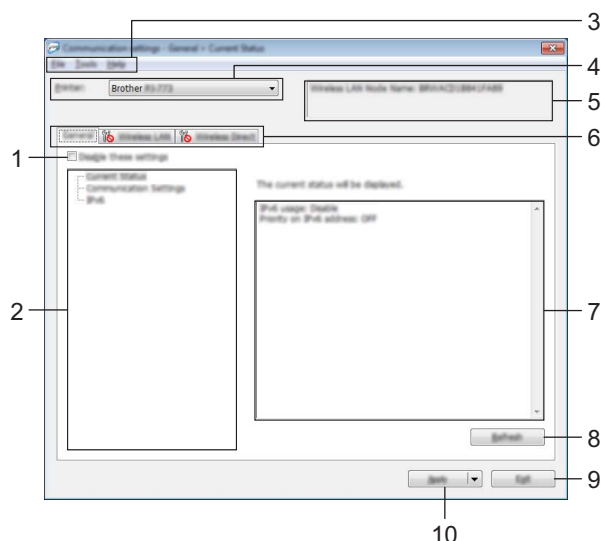 3
Communication settings - General > Current Status
File Tools Help
4
Printer: Brother RJ-773
Wireless LAN Node Name:
5
General Wireless LAN Wireless Direct
6
1
Disable these settings
Current Status
Communication Settings
IPv6
The current status will be displayed.
IPv6 usage: Disable
Priority on IPv6 address: OFF
2
7
Refresh
8
Apply Exit
9
10